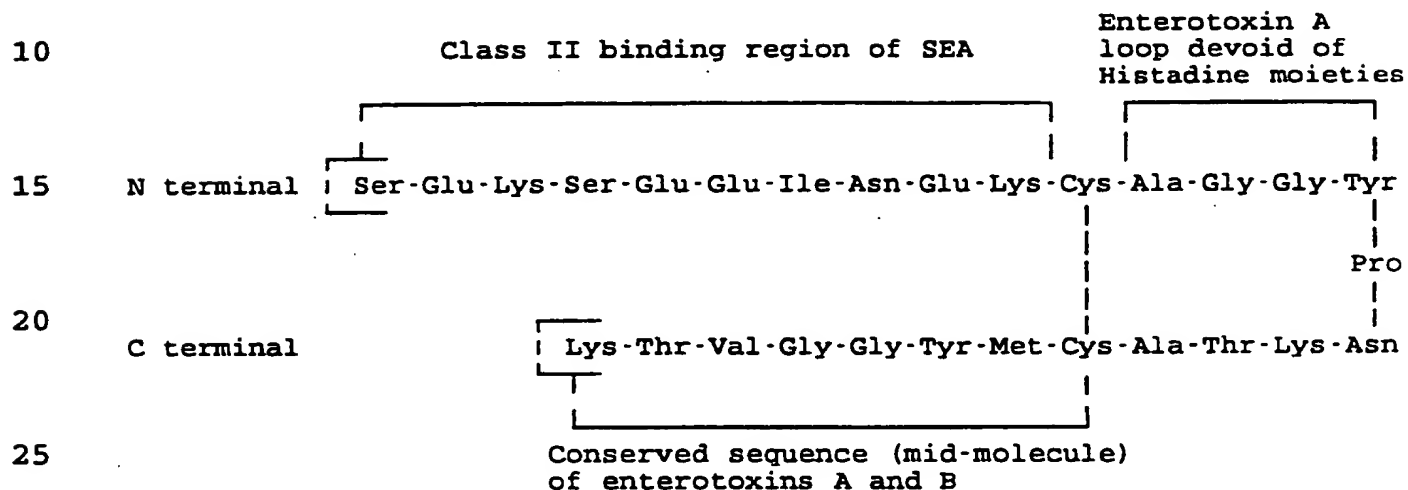 10 Class II binding region of SEA
Enterotoxin A
loop devoid of
Histadine moieties
15 N terminal Ser-Glu-Lys-Ser-Glu-Glu-Ile-Asn-Glu-Lys-Cys-Ala-Gly-Gly-Tyr
Pro
20
C terminal Lys-Thr-Val-Gly-Gly-Tyr-Met-Cys-Ala-Thr-Lys-Asn
25 Conserved sequence (mid-molecule)
of enterotoxins A and B